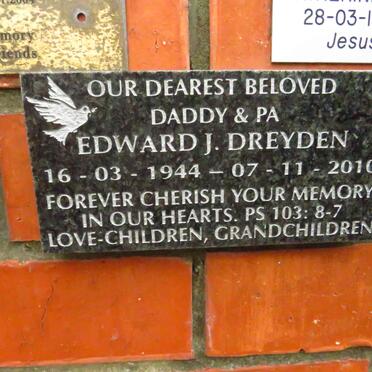 mory
iends
28-03-1
Jesus
OUR DEAREST BELOVED
DADDY & PA
EDWARD J. DREYDEN
16 - 03 - 1944 – 07 - 11 - 2010
FOREVER CHERISH YOUR MEMORY
IN OUR HEARTS. PS 103: 8-7
LOVE-CHILDREN, GRANDCHILDREN